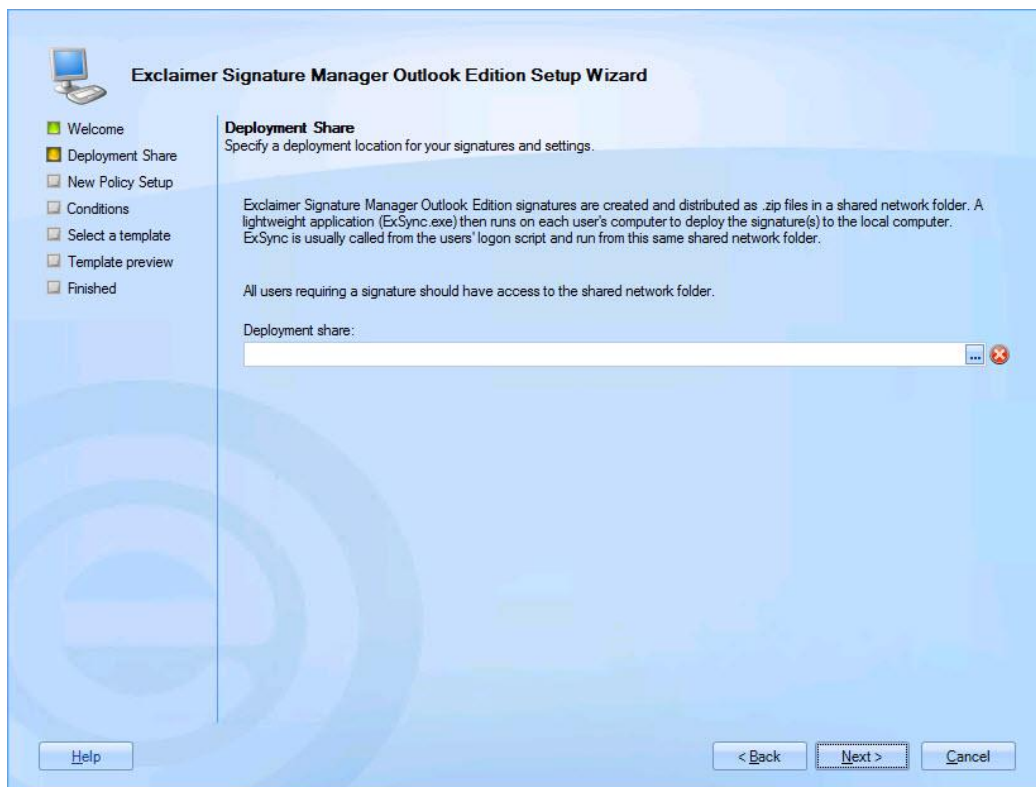 Exclaimer Signature Manager Outlook Edition Setup Wizard
Welcome
Deployment Share
New Policy Setup
Conditions
Select a template
Template preview
Finished
Deployment Share
Specify a deployment location for your signatures and settings.
Exclaimer Signature Manager Outlook Edition signatures are created and distributed as .zip files in a shared network folder. A
lightweight application (ExSync.exe) then runs on each user's computer to deploy the signature(s) to the local computer.
ExSync is usually called from the users' logon script and run from this same shared network folder.
All users requiring a signature should have access to the shared network folder.
Deployment share:
...
Help
< Back
Next >
Cancel